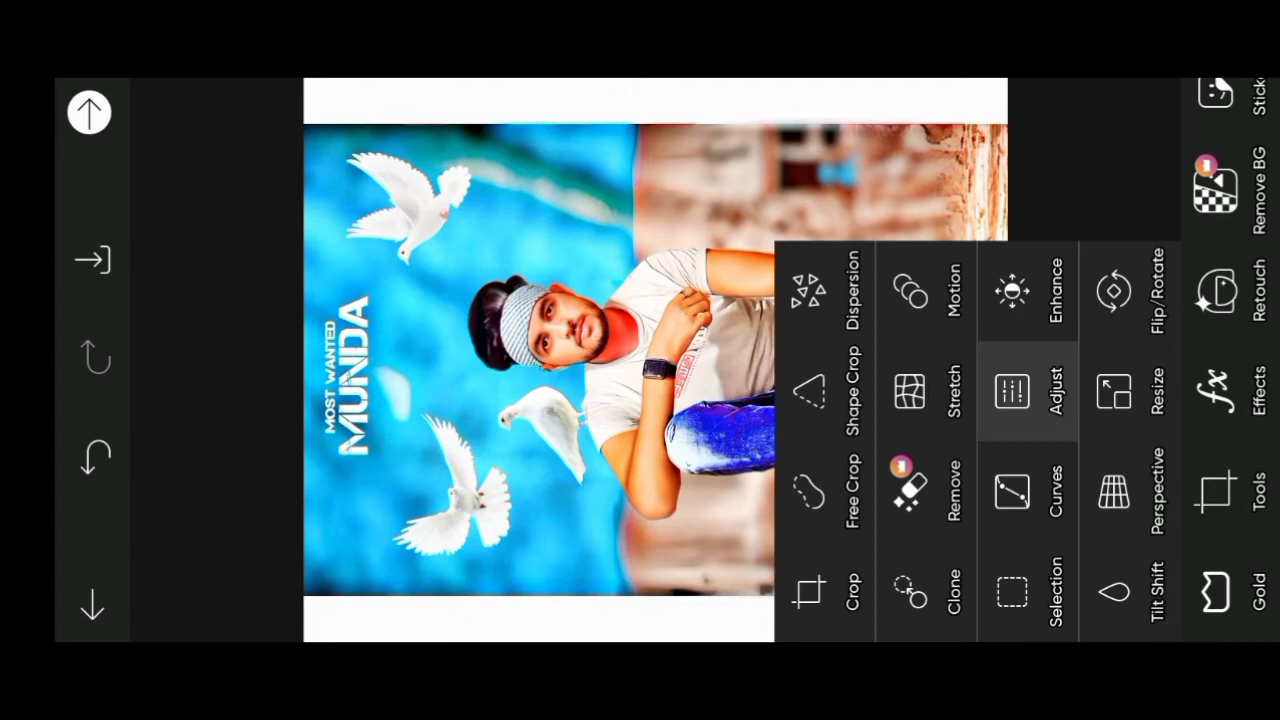 MOST WANTED
MUNDA
Crop
Free Crop
Shape Crop
Dispersion
Clone
Remove
Stretch
Motion
Selection
Curves
Adjust
Enhance
Tilt Shift
Perspective
Resize
Flip/Rotate
Gold
Tools
fx
Effects
Retouch
Remove BG